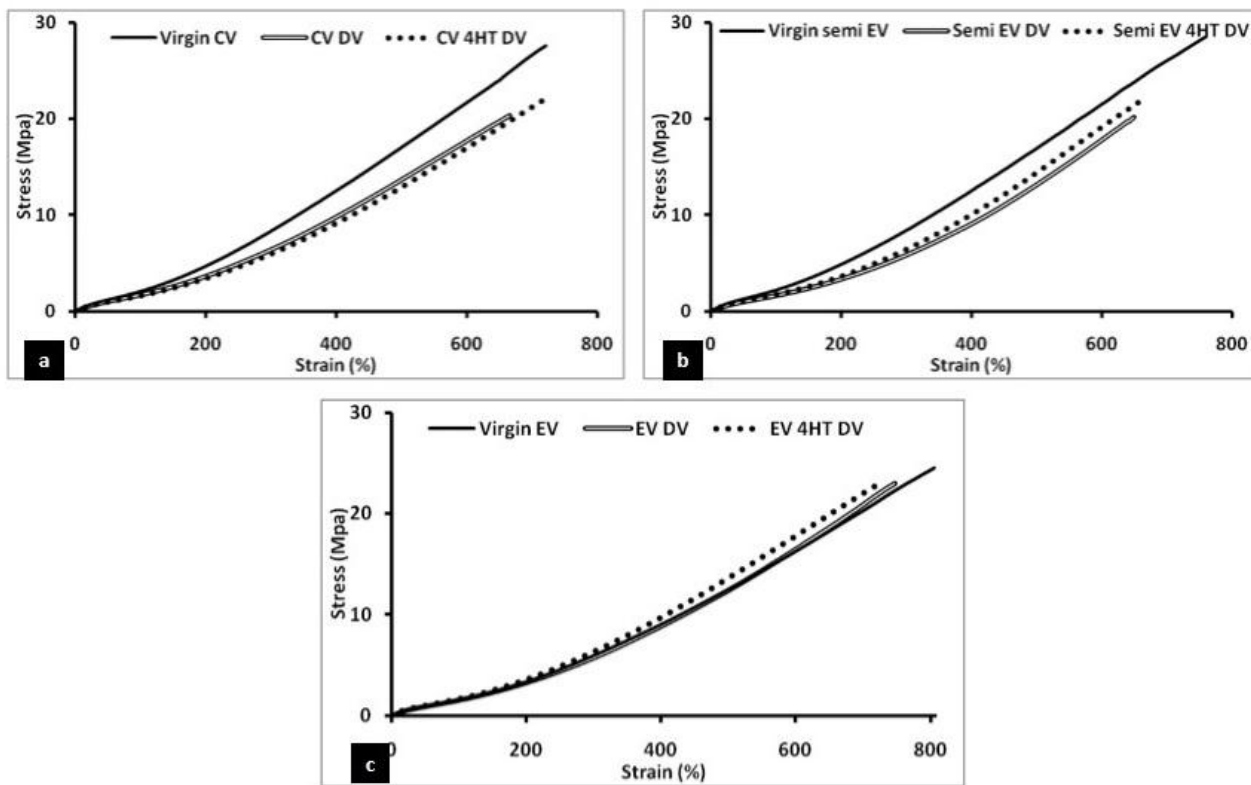 30
Virgin CV CV DV CV 4HT DV
20
10
0
Stress (Mpa)
0 200 400 600 800
Strain (%)
a
30
Virgin semi EV Semi EV DV Semi EV 4HT DV
20
10
0
Stress (Mpa)
0 200 400 600 800
Strain (%)
b
30
Virgin EV EV DV EV 4HT DV
20
10
0
Stress (Mpa)
0 200 400 600 800
Strain (%)
c